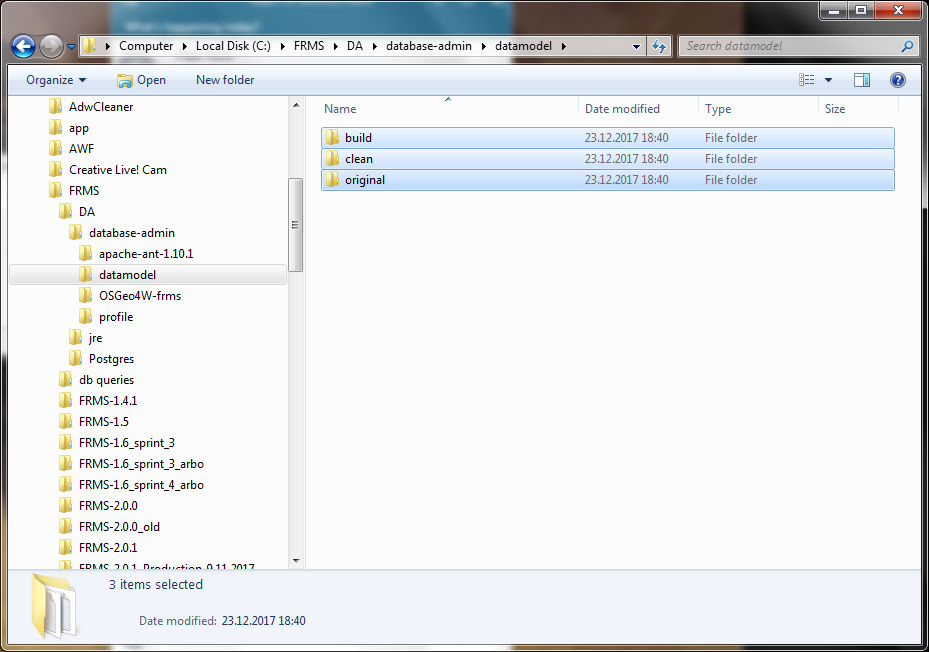 What's happening today?
Computer Local Disk (C:) FRMS DA database-admin datamodel
Search datamodel
Organize Open New folder
AdwCleaner
app
AWF
Creative Live! Cam
FRMS
DA
database-admin
apache-ant-1.10.1
datamodel
OSGeo4W-frms
profile
jre
Postgres
db queries
FRMS-1.4.1
FRMS-1.5
FRMS-1.6_sprint_3
FRMS-1.6_sprint_3_arbo
FRMS-1.6_sprint_4_arbo
FRMS-2.0.0
FRMS-2.0.0_old
FRMS-2.0.1
FRMS-2.0.1_Production_9.11.2017
Name Date modified Type Size
build 23.12.2017 18:40 File folder
clean 23.12.2017 18:40 File folder
original 23.12.2017 18:40 File folder
3 items selected
Date modified: 23.12.2017 18:40